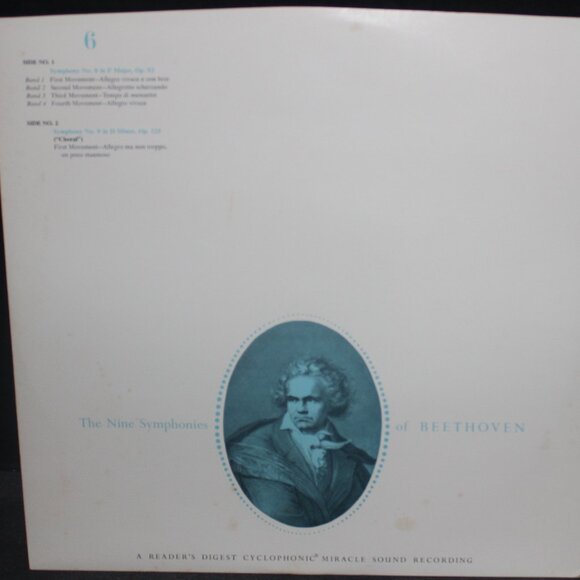 6
SIDE NO. 1
Symphony No. 8 in F Major, Op. 93
Band 1 First Movement—Allegro vivace e con brio
Band 2 Second Movement—Allegretto scherzando
Band 3 Third Movement—Tempo di menuetto
Band 4 Fourth Movement—Allegro vivace
SIDE NO. 2
Symphony No. 9 in D Minor, Op. 125
("Choral")
First Movement—Allegro ma non troppo,
un poco maestoso
The Nine Symphonies of BEETHOVEN
A READER'S DIGEST CYCLOPHONIC® MIRACLE SOUND RECORDING